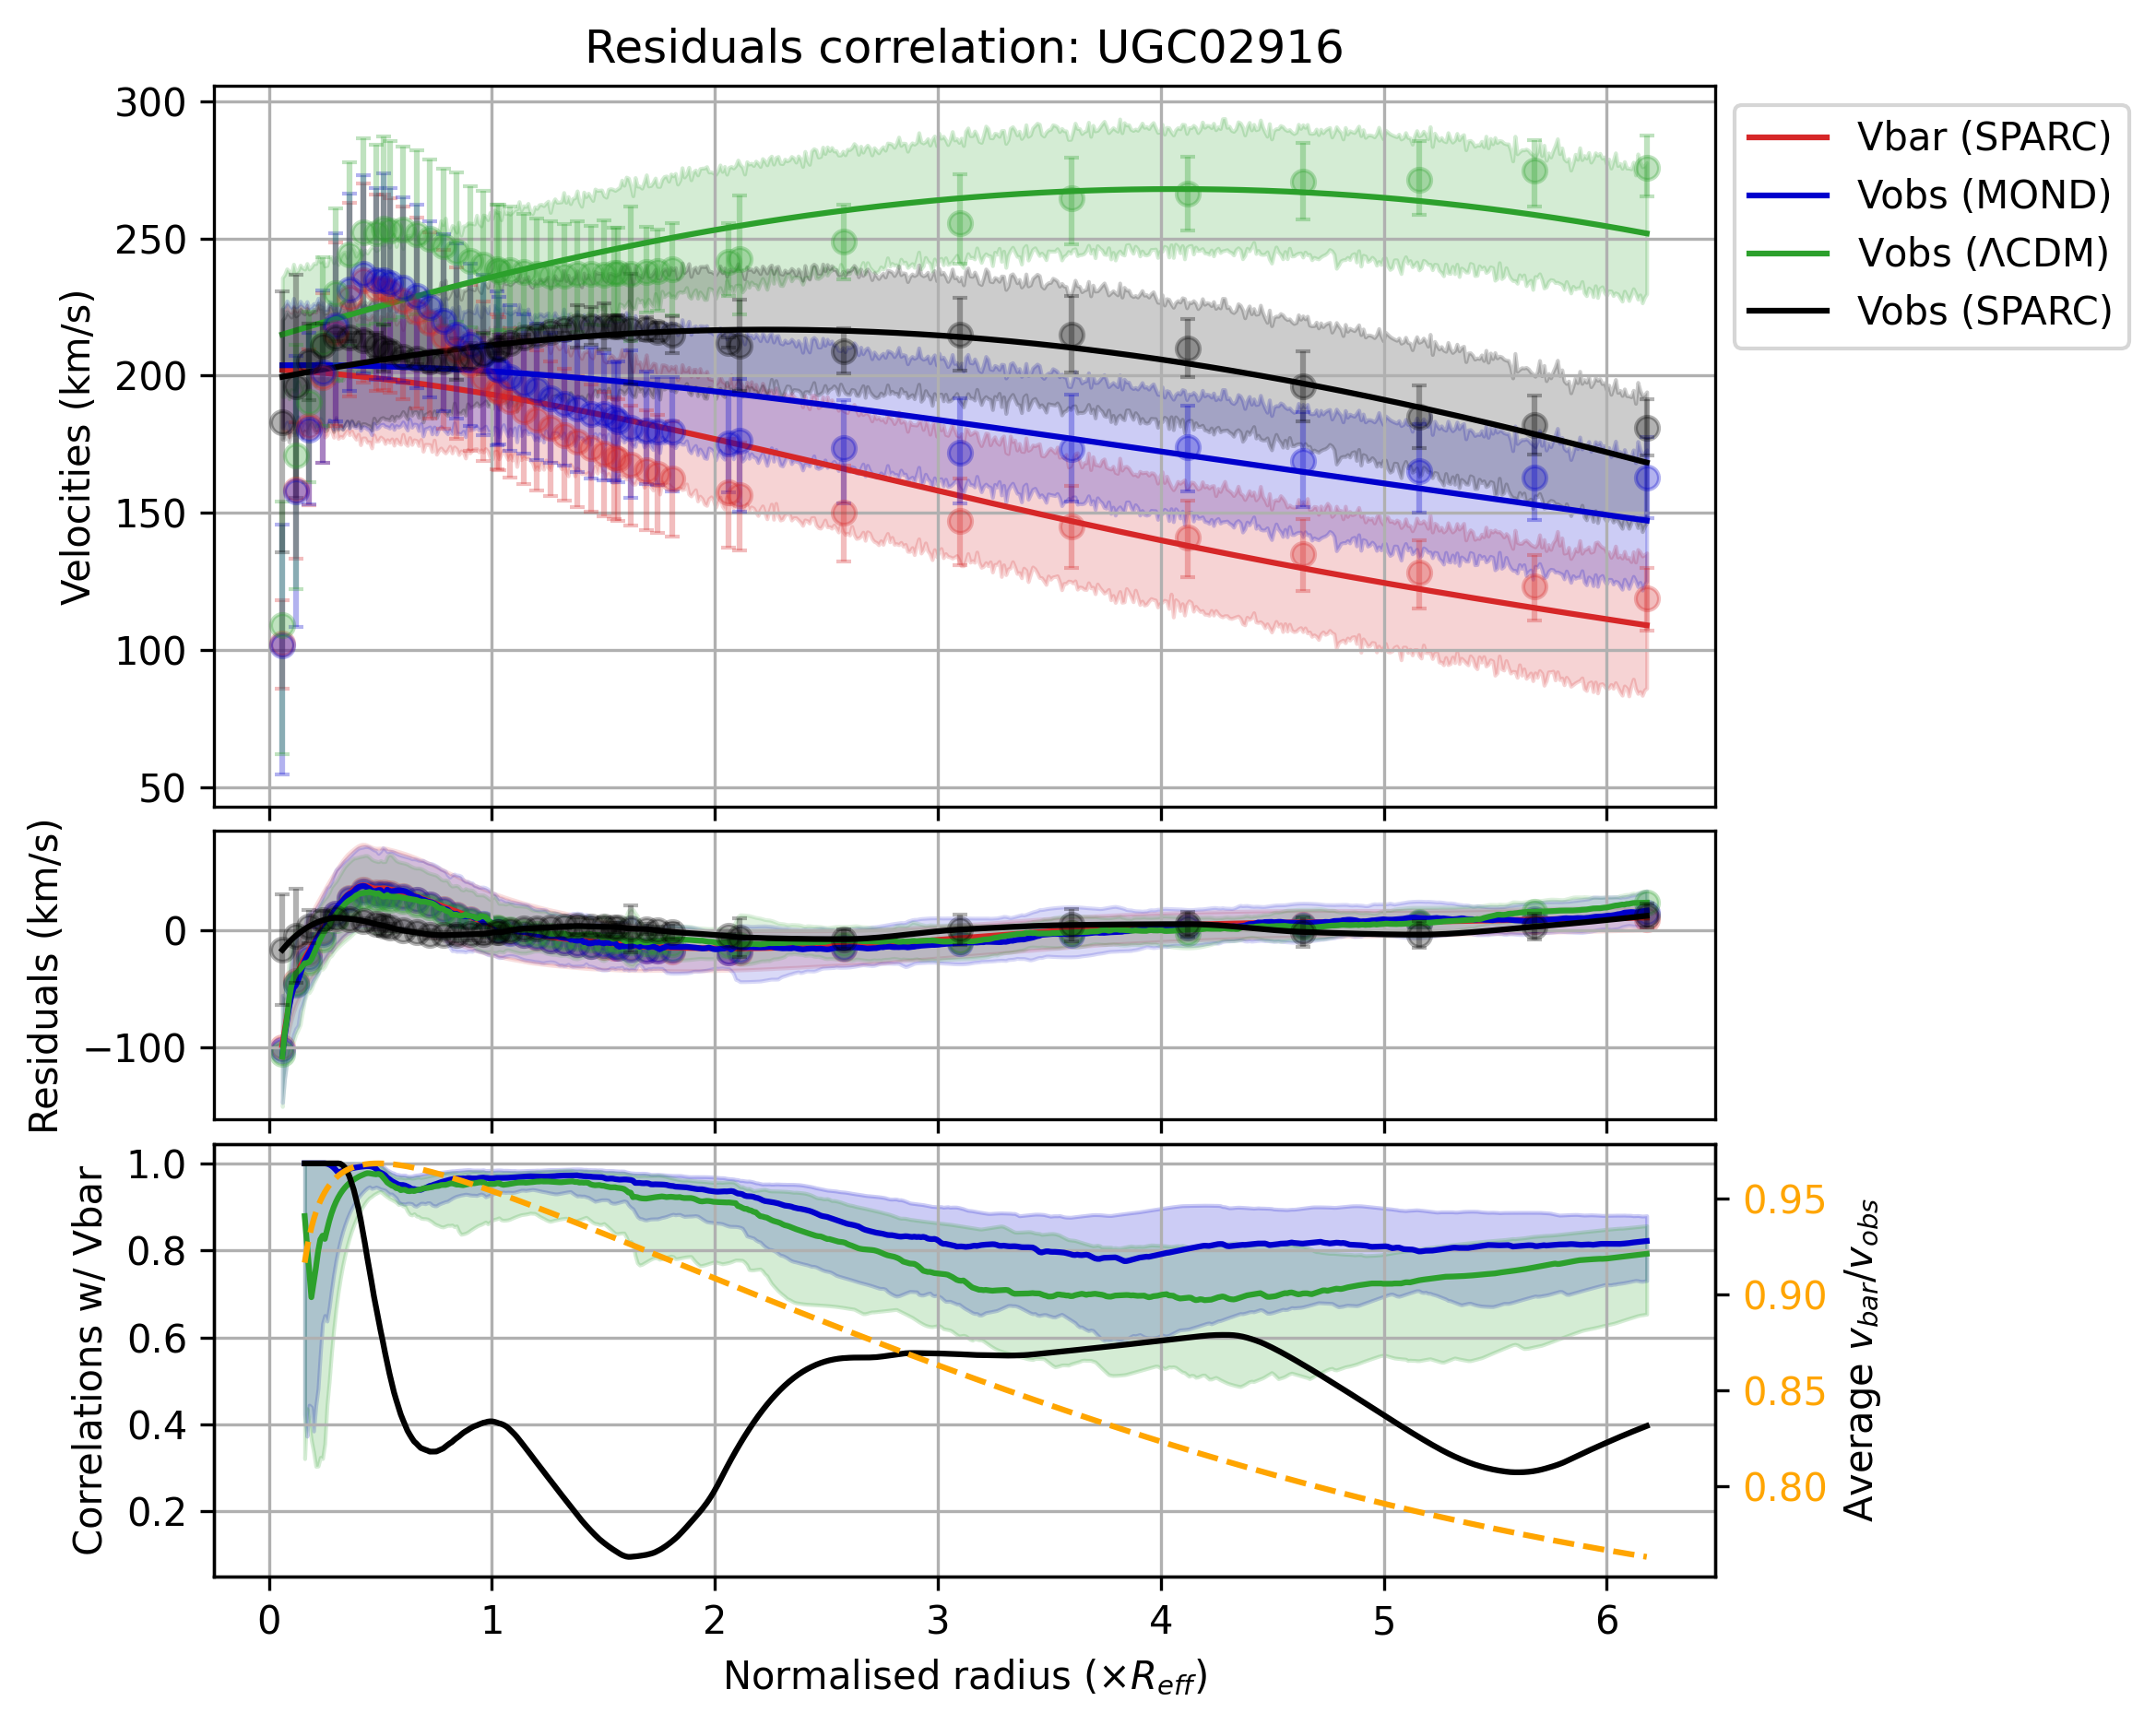 Residuals correlation: UGC02916
300
250
200
150
100
50
Velocities (km/s)
Vbar (SPARC)
Vobs (MOND)
Vobs (ΛCDM)
Vobs (SPARC)
0
−100
Residuals (km/s)
1.0
0.8
0.6
0.4
0.2
Correlations w/ Vbar
0.95
0.90
0.85
0.80
Average v_bar/v_obs
0 1 2 3 4 5 6
Normalised radius (×R_eff)